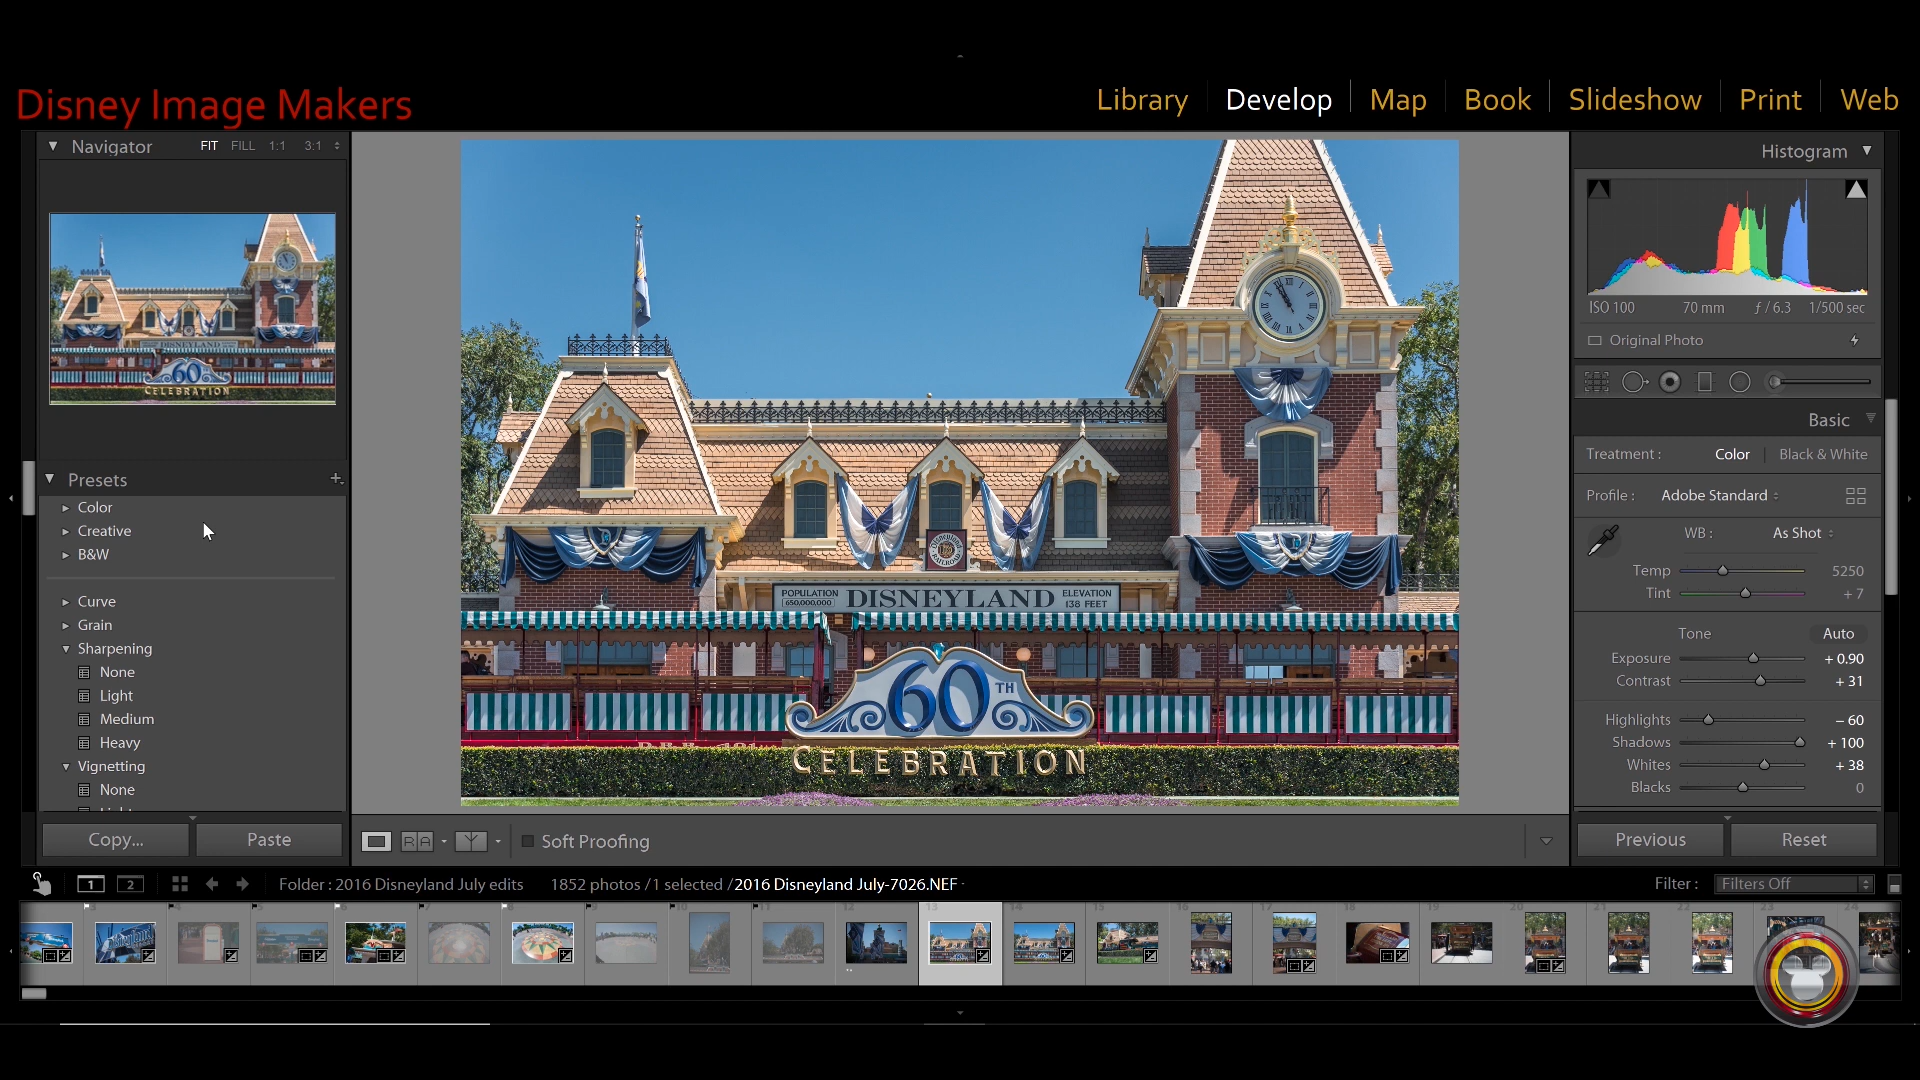 Disney Image Makers
Library Develop Map Book Slideshow Print Web
Navigator FIT FILL 1:1 3:1
Histogram
ISO 100 70 mm ƒ / 6.3 1/500 sec
Original Photo
Basic
Treatment : Color Black & White
Profile : Adobe Standard
WB : As Shot
Temp 5250
Tint + 7
Tone Auto
Exposure + 0.90
Contrast + 31
Highlights – 60
Shadows + 100
Whites + 38
Blacks 0
Previous Reset
Presets
Color
Creative
B&W
Curve
Grain
Sharpening
None
Light
Medium
Heavy
Vignetting
None
Copy... Paste
POPULATION 650,000,000 DISNEYLAND ELEVATION 138 FEET
60TH
CELEBRATION
Soft Proofing
1 2 Folder : 2016 Disneyland July edits 1852 photos /1 selected /2016 Disneyland July-7026.NEF
Filter : Filters Off